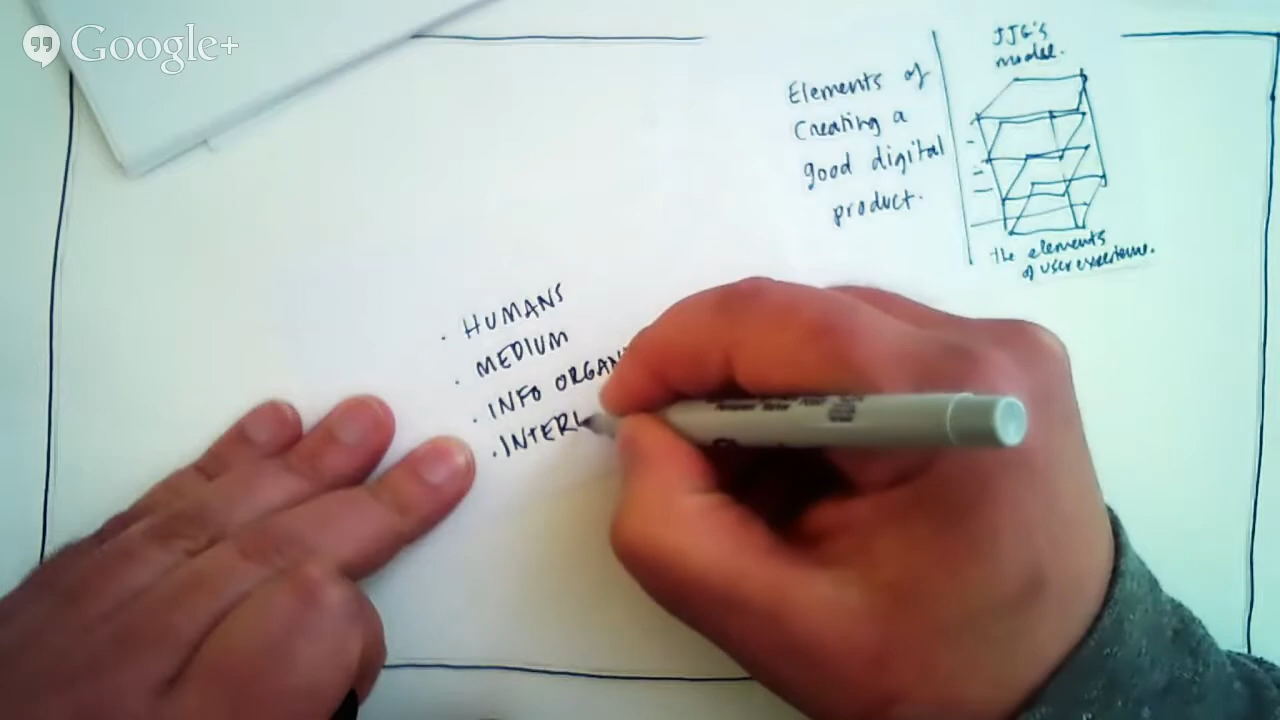 Google+
JJG's
model.
Elements of
Creating a
good digital
product.
the elements
of user experience.
. HUMANS
. MEDIUM
. INFO ORGAN
. INTER